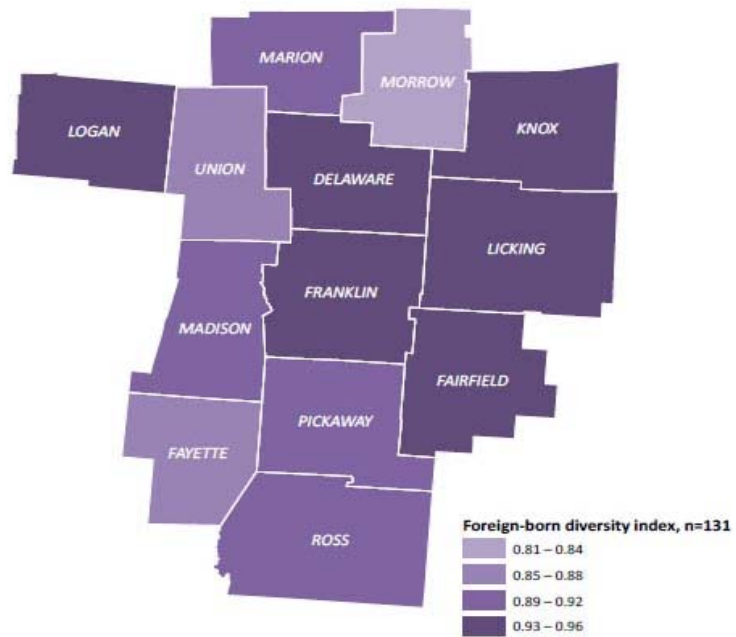 MARION
MORROW
LOGAN
KNOX
UNION
DELAWARE
LICKING
FRANKLIN
MADISON
FAIRFIELD
PICKAWAY
FAYETTE
ROSS
Foreign-born diversity index, n=131
0.81 – 0.84
0.85 – 0.88
0.89 – 0.92
0.93 – 0.96